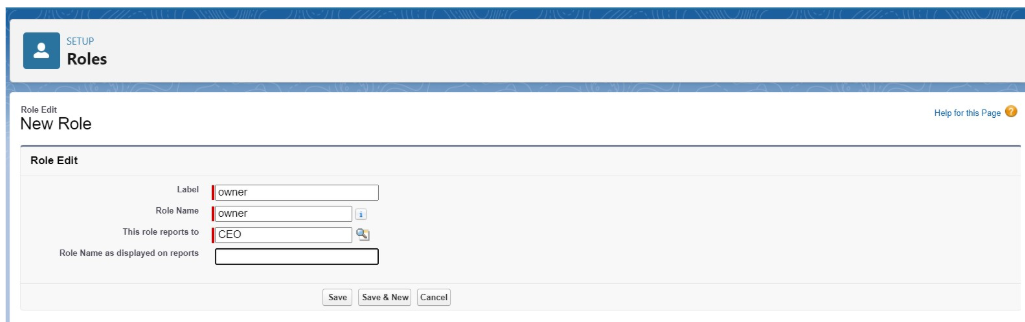 SETUP
Roles
Role Edit
New Role
Help for this Page ?
Role Edit
Label owner
Role Name owner i
This role reports to CEO
Role Name as displayed on reports
Save Save & New Cancel